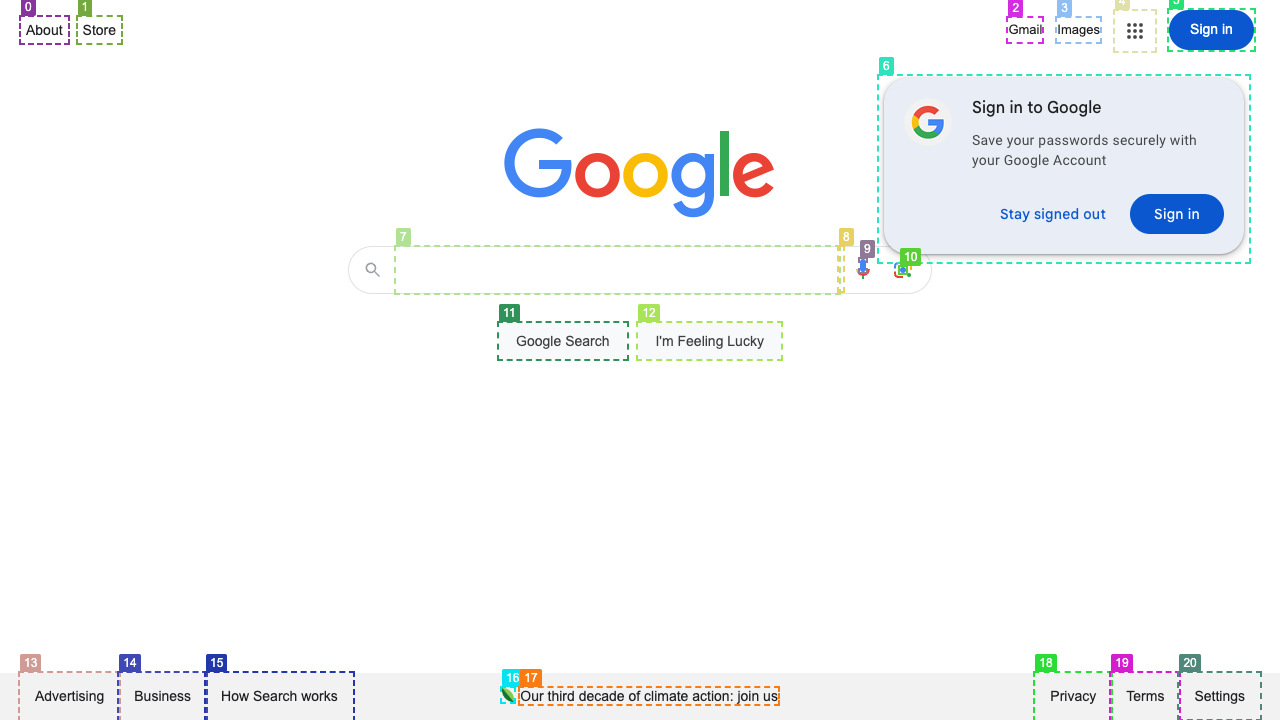 0
1
2
3
4
5
About
Store
Gmail
Images
Sign in
6
Sign in to Google
Save your passwords securely with
your Google Account
Stay signed out
Sign in
Google
7
8
9
10
11
12
Google Search
I'm Feeling Lucky
13
14
15
16
17
18
19
20
Advertising
Business
How Search works
Our third decade of climate action: join us
Privacy
Terms
Settings